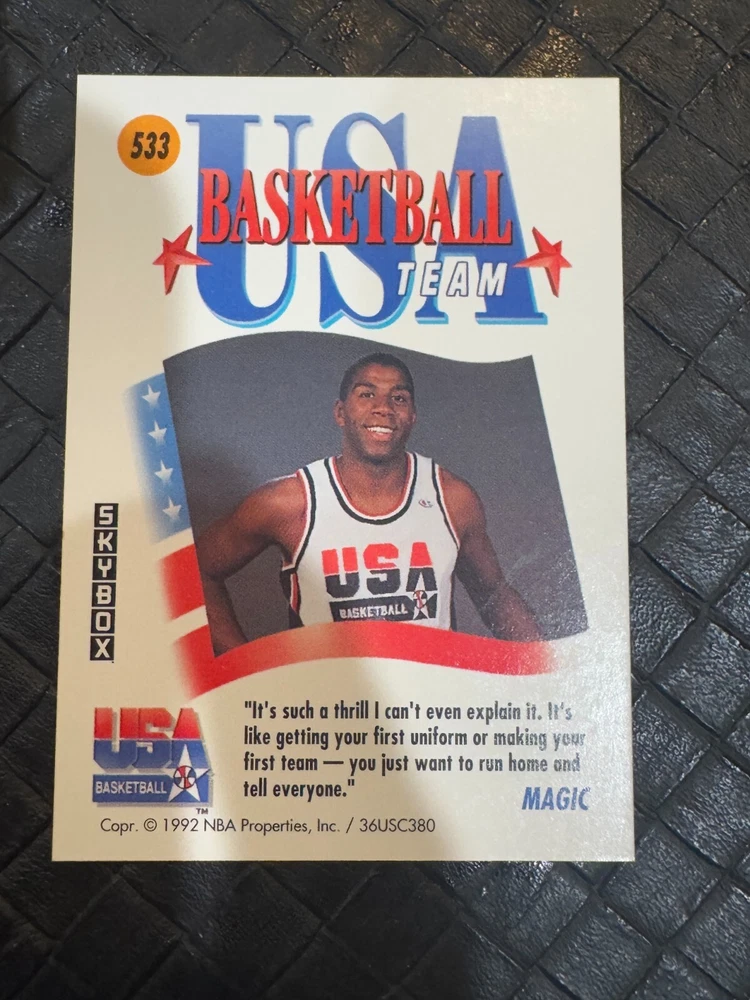 533
USA
BASKETBALL
TEAM
USA
BASKETBALL
SKYBOX
"It's such a thrill I can't even explain it. It's
like getting your first uniform or making your
first team — you just want to run home and
tell everyone."
MAGIC
USA
BASKETBALL
TM
Copr. © 1992 NBA Properties, Inc. / 36USC380